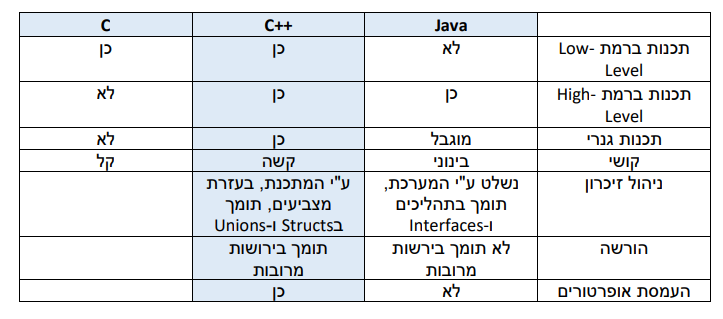 Java C++ C
תכנות ברמת Low-Level לא כן כן
תכנות ברמת High-Level כן כן לא
תכנות גנרי מוגבל כן לא
קושי בינוני קשה קל
ניהול זיכרון נשלט ע"י המערכת, ע"י המתכנת, בעזרת
תומך בתהליכים מצביעים, תומך
ו-Interfaces בStructs ו-Unions
הורשה לא תומך בירשות תומך בירושות
מרובות מרובות
העמסת אופרטורים לא כן